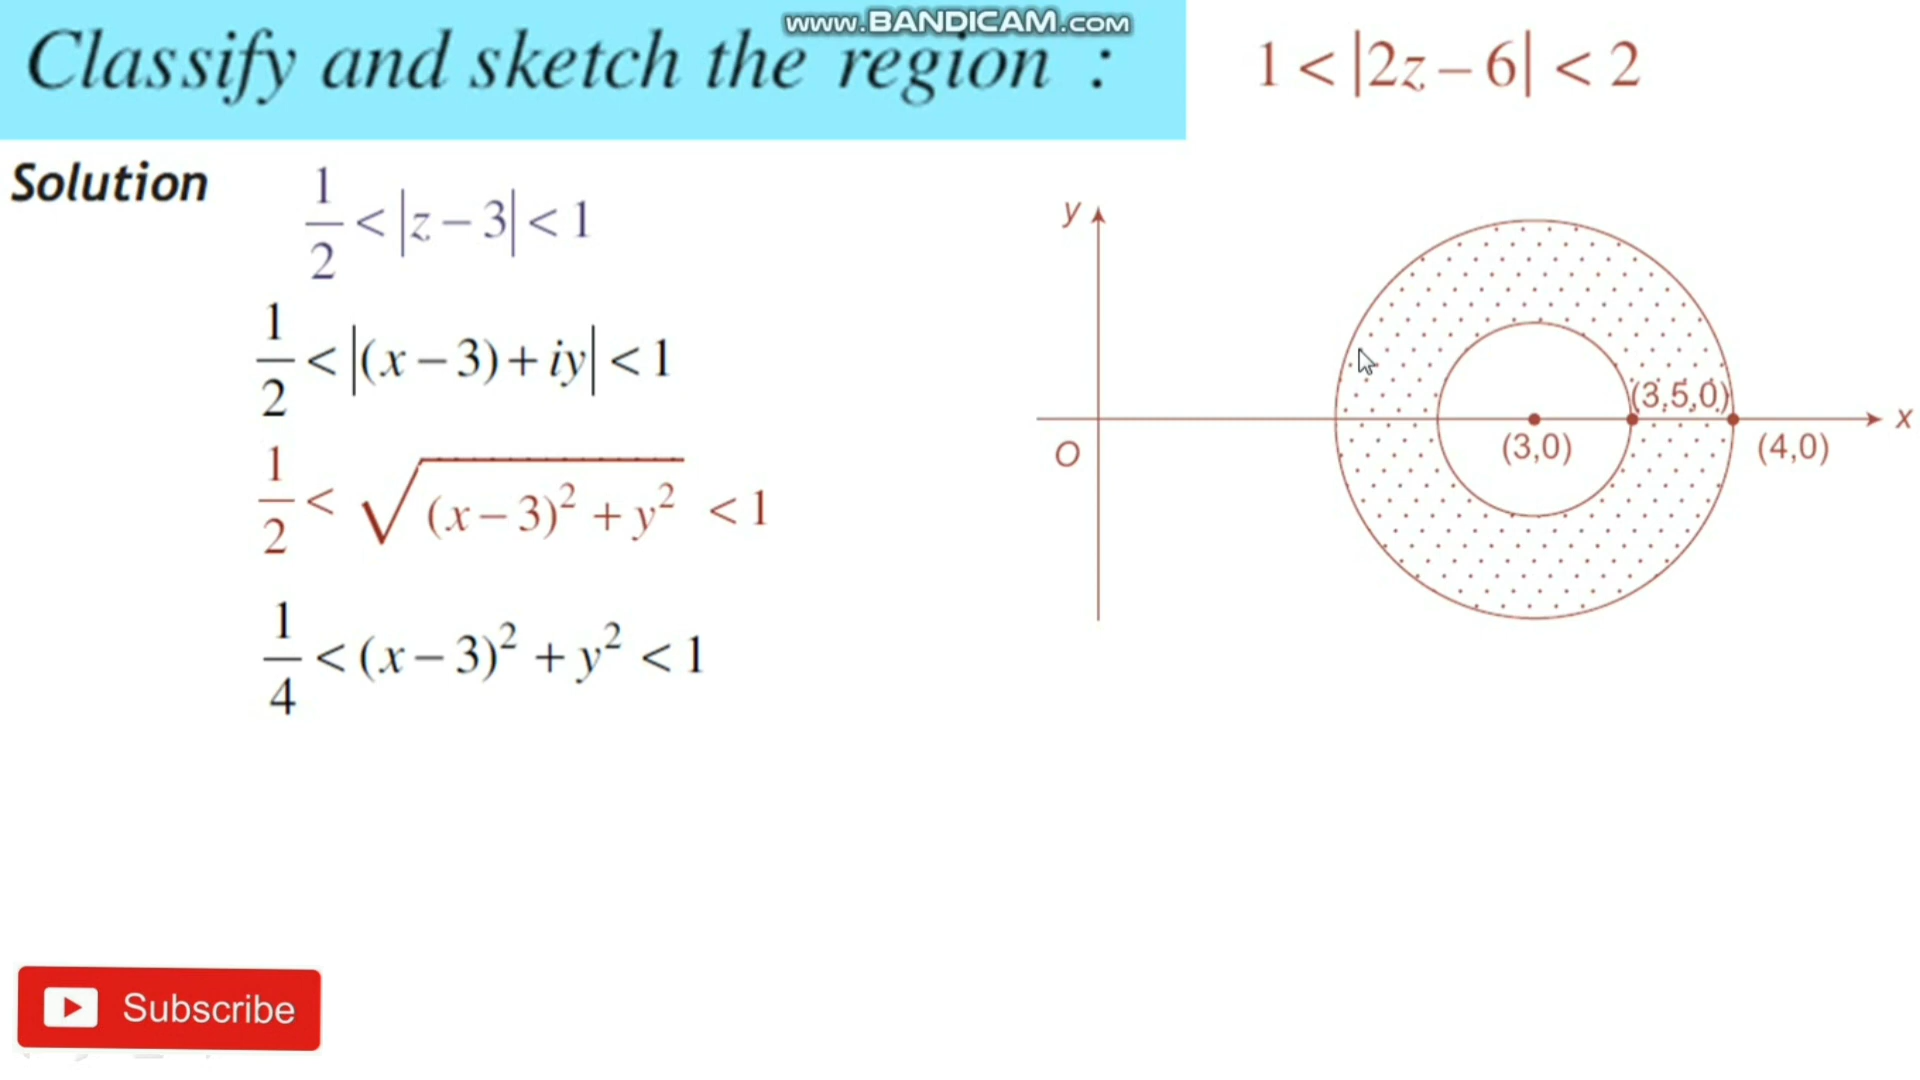 www.BANDICAM.com
Classify and sketch the region :
1 < |2z – 6| < 2
Solution
1/2 < |z – 3| < 1
1/2 < |(x – 3) + iy| < 1
1/2 < √((x – 3)² + y²) < 1
1/4 < (x – 3)² + y² < 1
y
(3.5,0)
x
O
(3,0)
(4,0)
Subscribe